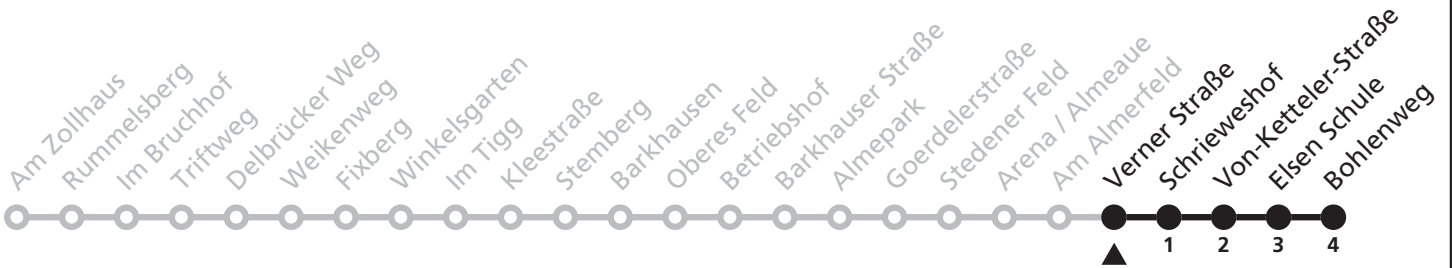 Am Zollhaus
Rummelsberg
Im Bruchhof
Triftweg
Delbrücker Weg
Weikenweg
Fixberg
Winkelsgarten
Im Tigg
Kleestraße
Stemberg
Barkhausen
Oberes Feld
Betriebshof
Barkhauser Straße
Almepark
Goerdelerstraße
Stedener Feld
Arena / Almeaue
Am Almerfeld
Verner Straße
Schrieweshof
Von-Ketteler-Straße
Elsen Schule
Bohlenweg
1 2 3 4